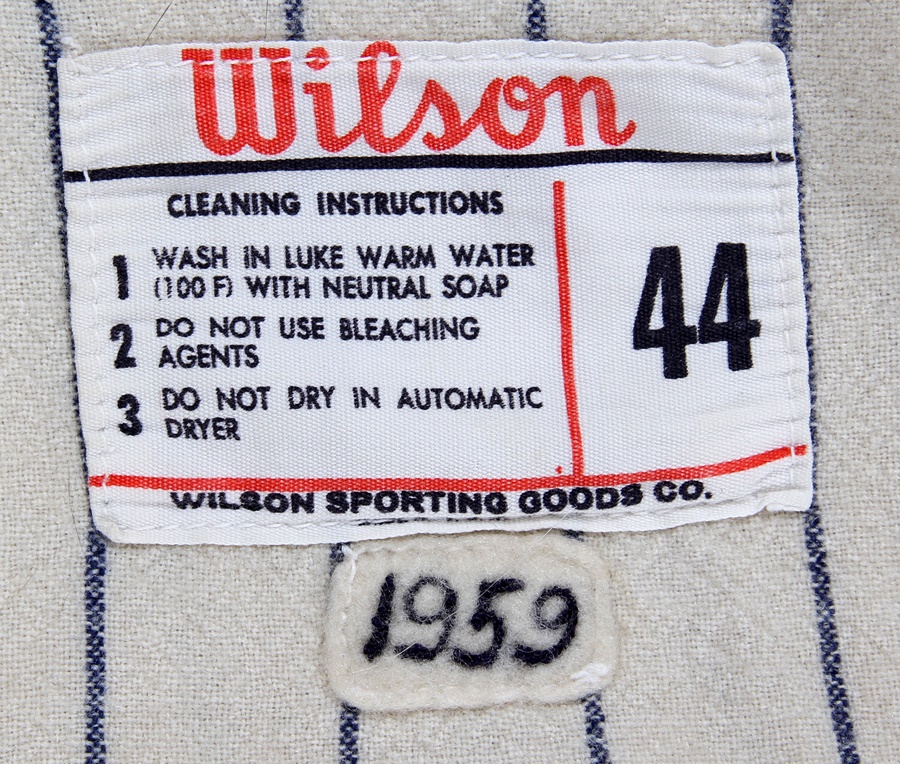 Wilson
CLEANING INSTRUCTIONS
1 WASH IN LUKE WARM WATER
(100 F) WITH NEUTRAL SOAP
2 DO NOT USE BLEACHING
AGENTS
3 DO NOT DRY IN AUTOMATIC
DRYER
44
WILSON SPORTING GOODS CO.
1959